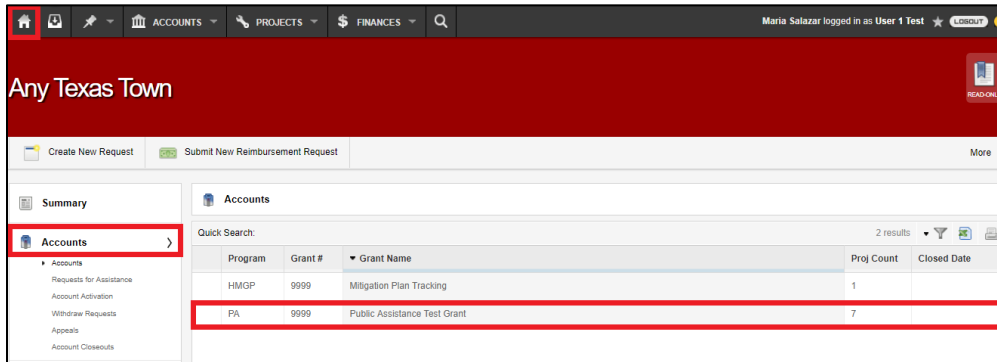 ACCOUNTS PROJECTS $ FINANCES Maria Salazar logged in as User 1 Test LOGOUT
Any Texas Town
Create New Request Submit New Reimbursement Request More
Summary
Accounts
Accounts
Requests for Assistance
Account Activation
Withdraw Requests
Appeals
Account Closeouts
Accounts
Quick Search: 2 results
Program Grant # Grant Name Proj Count Closed Date
HMGP 9999 Mitigation Plan Tracking 1
PA 9999 Public Assistance Test Grant 7